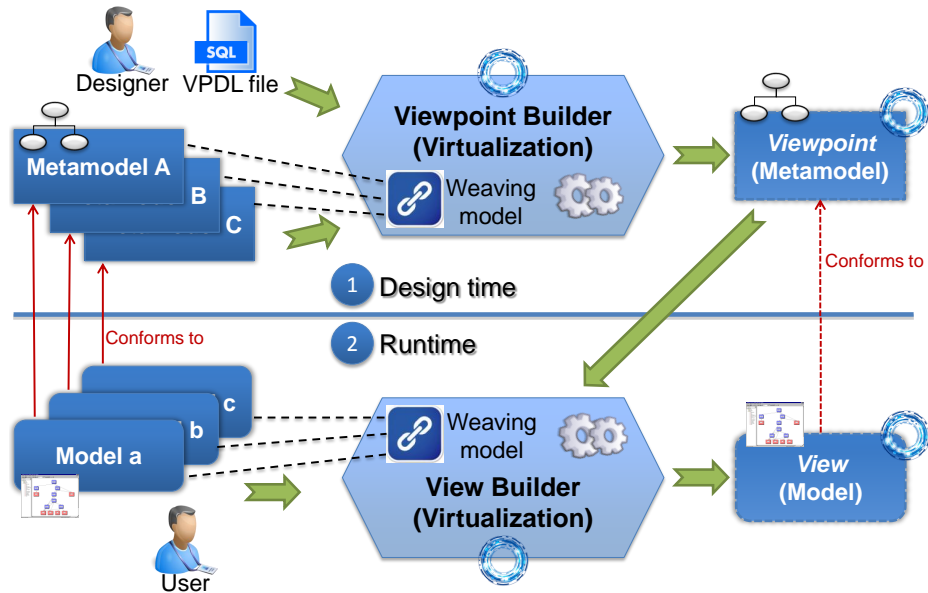 SQL
Designer
VPDL file
Viewpoint Builder
(Virtualization)
Weaving
model
Metamodel A
B
C
Viewpoint
(Metamodel)
Conforms to
1
Design time
2
Runtime
Conforms to
c
b
Model a
Weaving
model
View Builder
(Virtualization)
View
(Model)
User